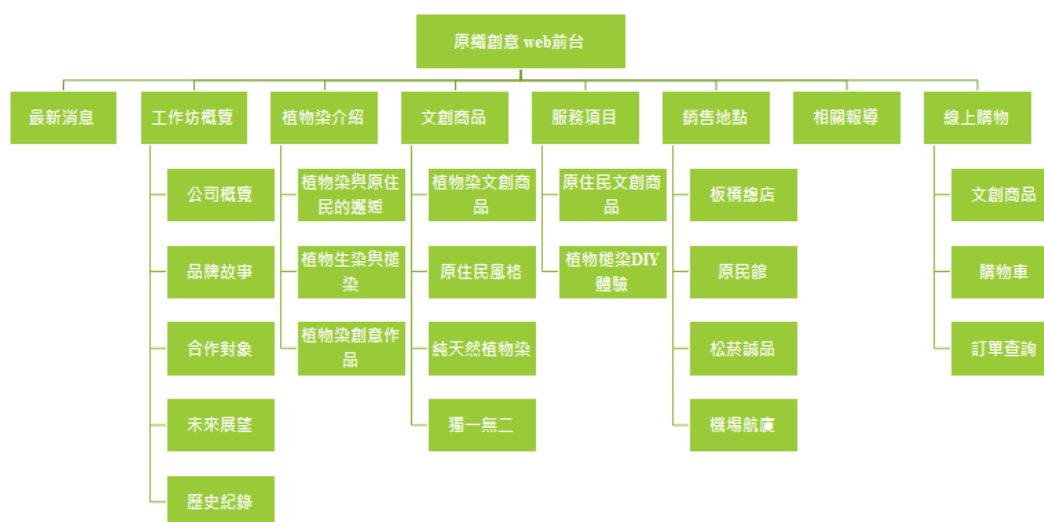 原織創意 web前台
最新消息
工作坊概覽
植物染介紹
文創商品
服務項目
銷售地點
相關報導
線上購物
公司概覽
品牌故事
合作對象
未來展望
歷史紀錄
植物染與原住
民的邂逅
植物生染與槌
染
植物染創意作
品
植物染文創商
品
原住民風格
純天然植物染
獨一無二
原住民文創商
品
植物槌染DIY
體驗
板橋總店
原民館
松菸誠品
機場航廈
文創商品
購物車
訂單查詢